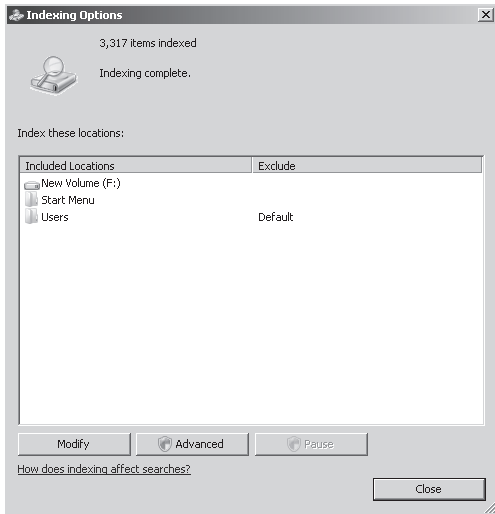 Indexing Options
3,317 items indexed
Indexing complete.
Index these locations:
Included Locations Exclude
New Volume (F:)
Start Menu
Users Default
Modify Advanced Pause
How does indexing affect searches?
Close